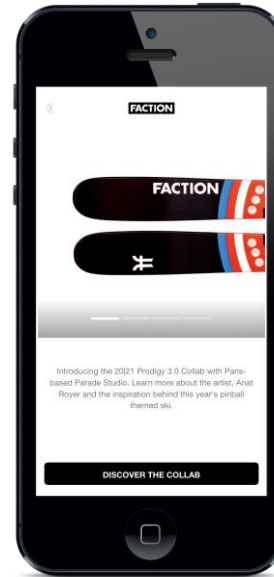 FACTION
FACTION
Introducing the 20|21 Prodigy 3.0 Collab with Paris-
based Parade Studio. Learn more about the artist, Anat
Royer and the inspiration behind this year's pinball
themed ski.
DISCOVER THE COLLAB